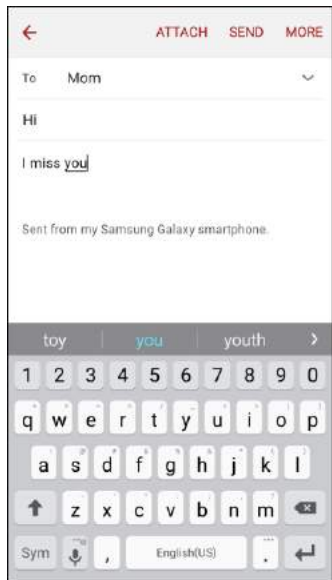 ATTACH SEND MORE
To Mom
Hi
I miss you
Sent from my Samsung Galaxy smartphone.
toy you youth
1 2 3 4 5 6 7 8 9 0
q w e r t y u i o p
a s d f g h j k l
z x c v b n m
Sym , English(US) .